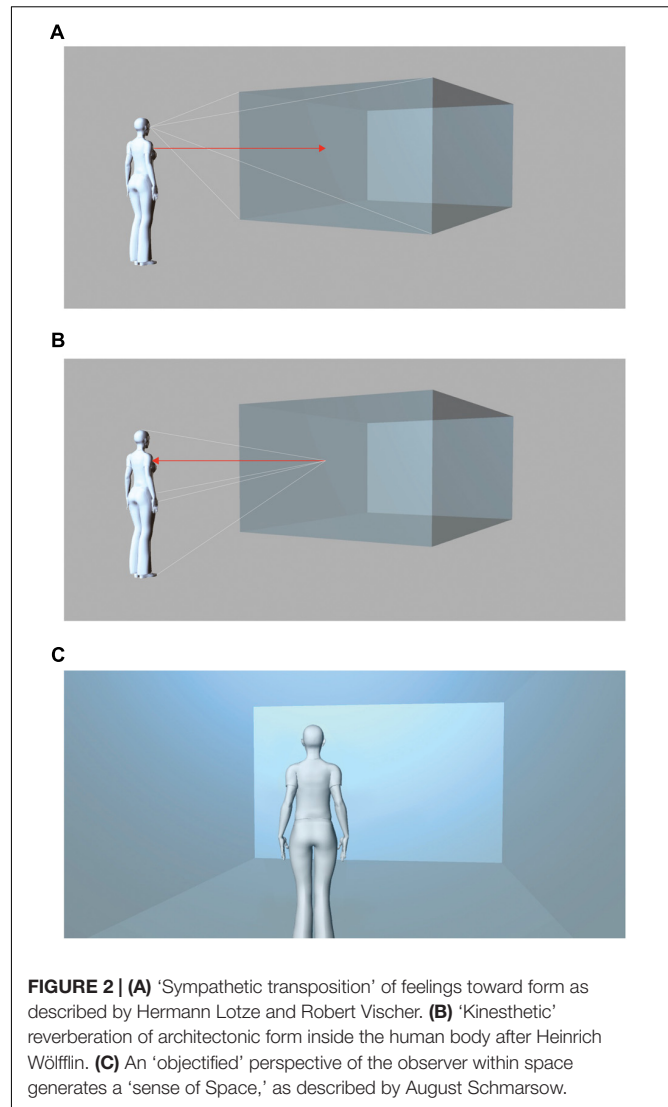 A
B
C
FIGURE 2 | (A) ‘Sympathetic transposition’ of feelings toward form as
described by Hermann Lotze and Robert Vischer. (B) ‘Kinesthetic’
reverberation of architectonic form inside the human body after Heinrich
Wölfflin. (C) An ‘objectified’ perspective of the observer within space
generates a ‘sense of Space,’ as described by August Schmarsow.